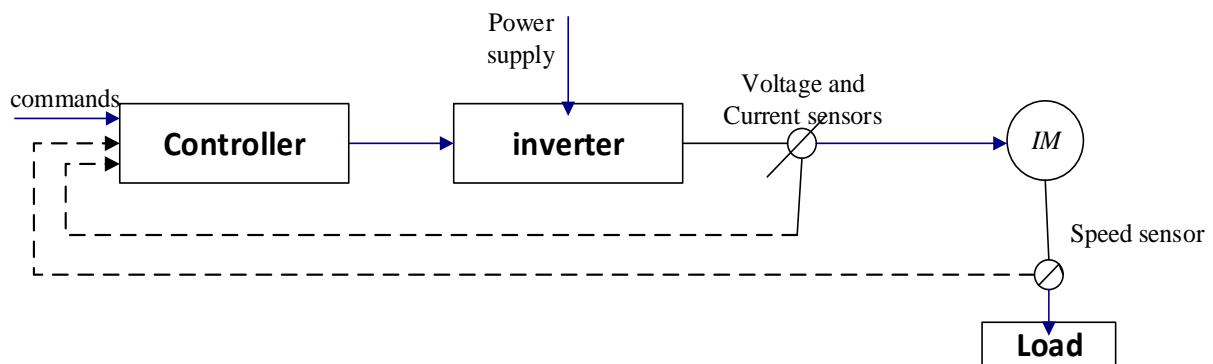 Power
supply
Voltage and
Current sensors
commands
Controller
inverter
IM
Speed sensor
Load